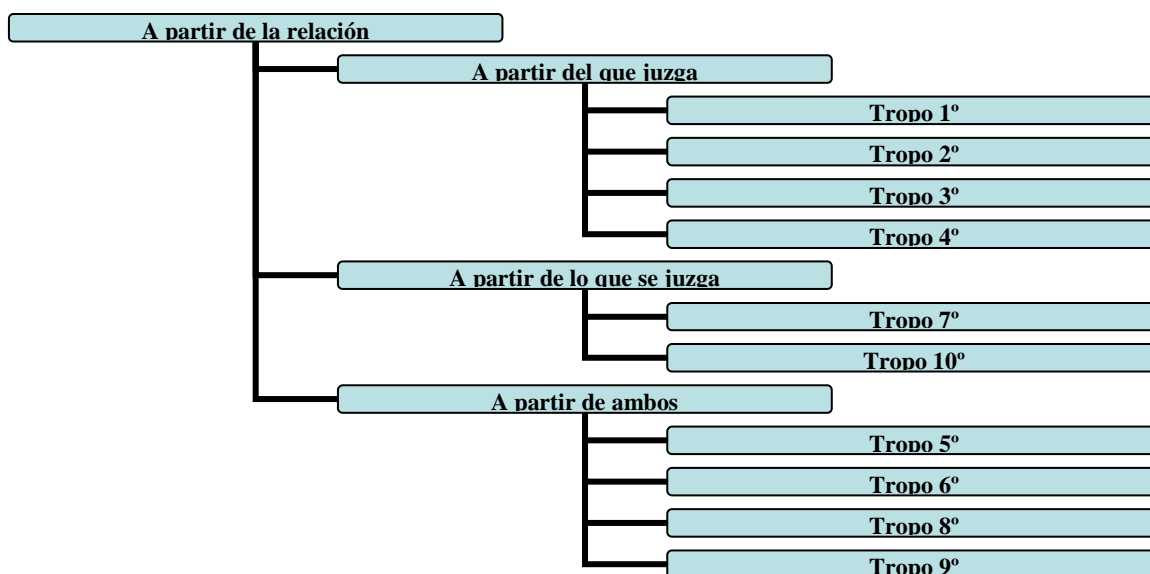 A partir de la relación
A partir del que juzga
Tropo 1º
Tropo 2º
Tropo 3º
Tropo 4º
A partir de lo que se juzga
Tropo 7º
Tropo 10º
A partir de ambos
Tropo 5º
Tropo 6º
Tropo 8º
Tropo 9º